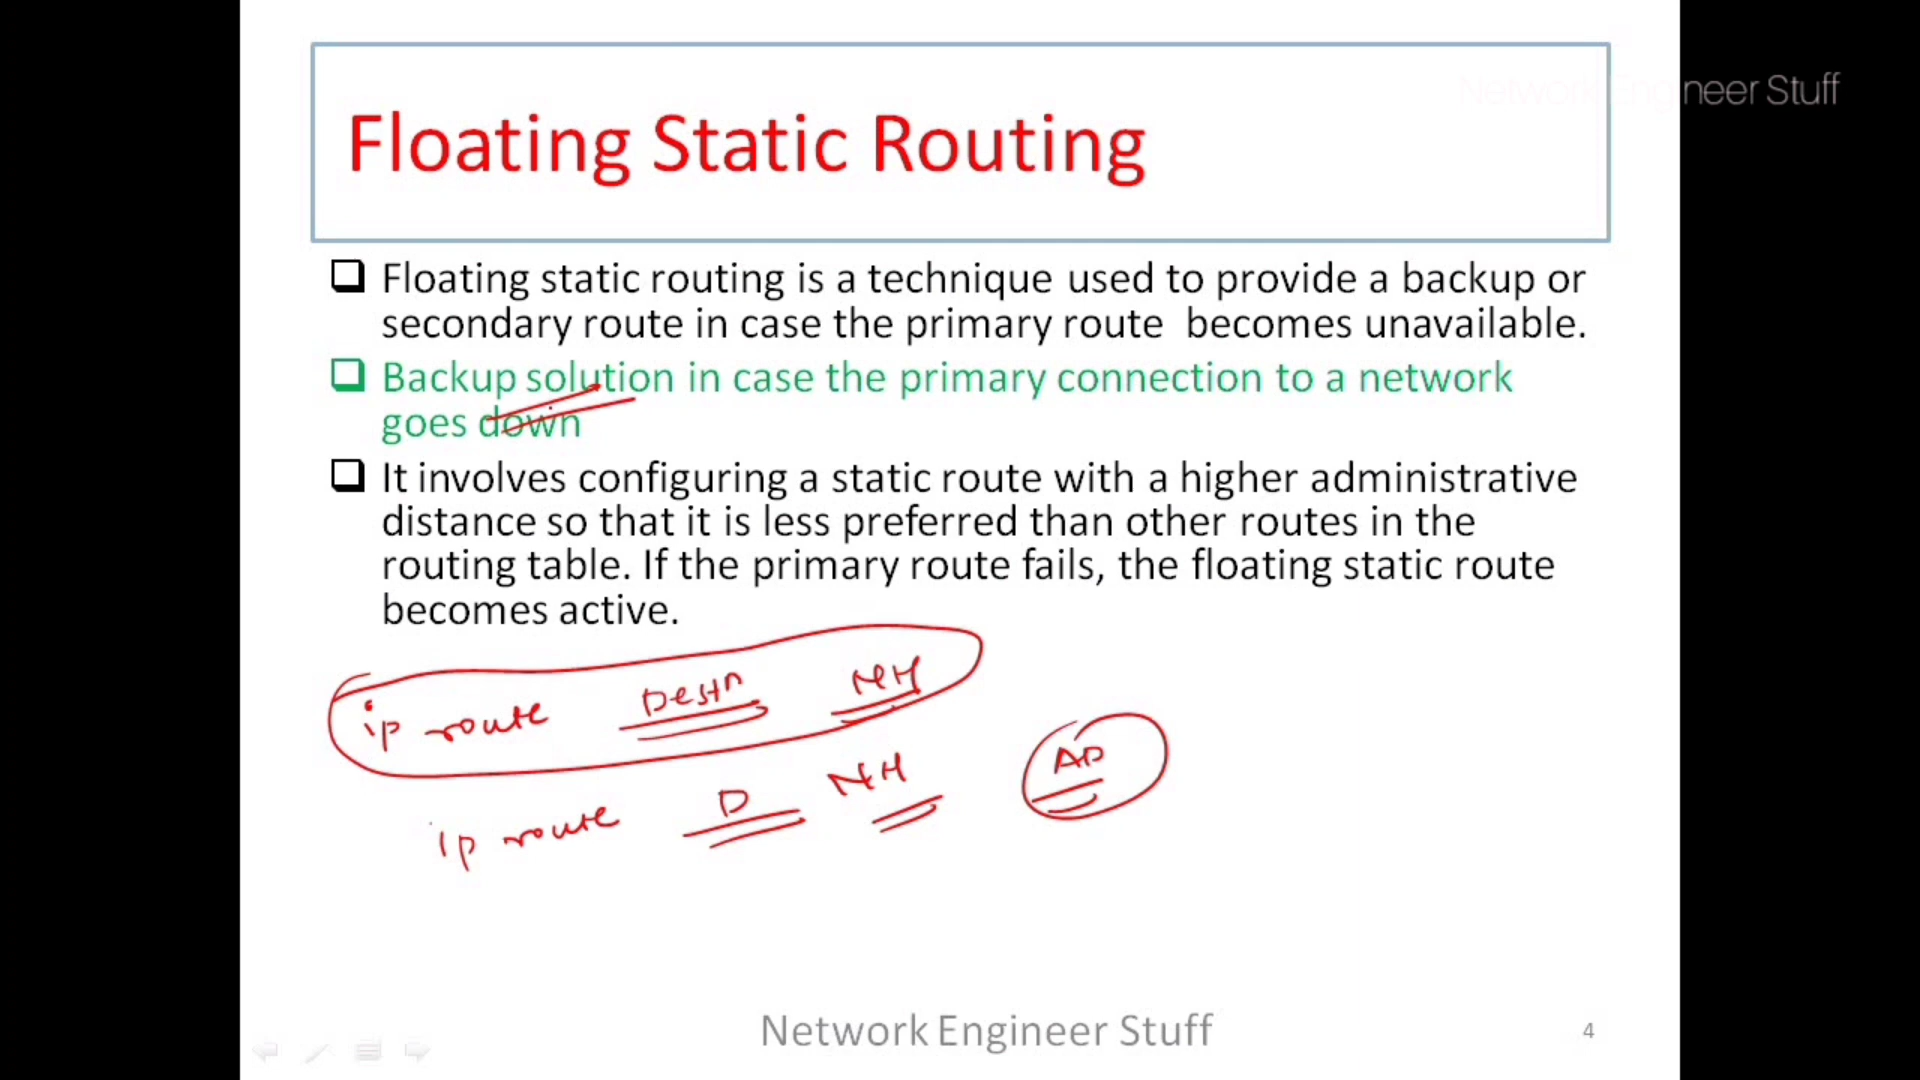 Network Engineer Stuff
Floating Static Routing
Floating static routing is a technique used to provide a backup or
secondary route in case the primary route becomes unavailable.
Backup solution in case the primary connection to a network
goes down
It involves configuring a static route with a higher administrative
distance so that it is less preferred than other routes in the
routing table. If the primary route fails, the floating static route
becomes active.
ip route Destn NH
ip route D NH AD
Network Engineer Stuff
4